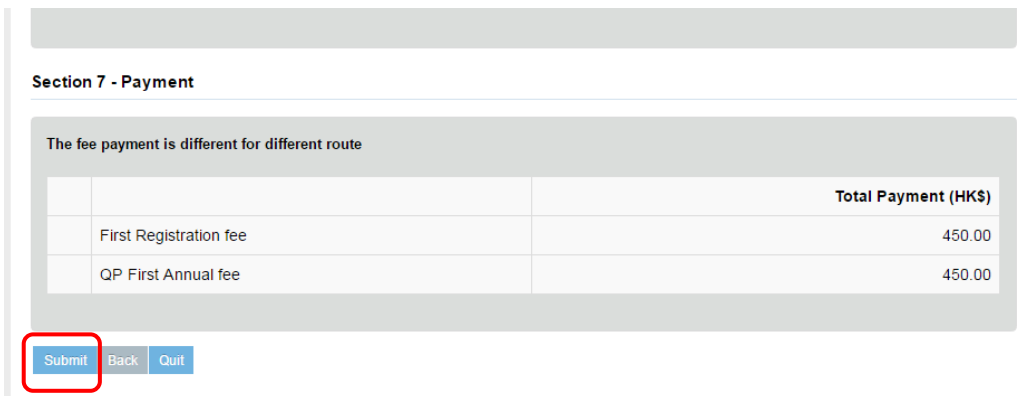 Section 7 - Payment
The fee payment is different for different route
Total Payment (HK$)
First Registration fee 450.00
QP First Annual fee 450.00
Submit Back Quit